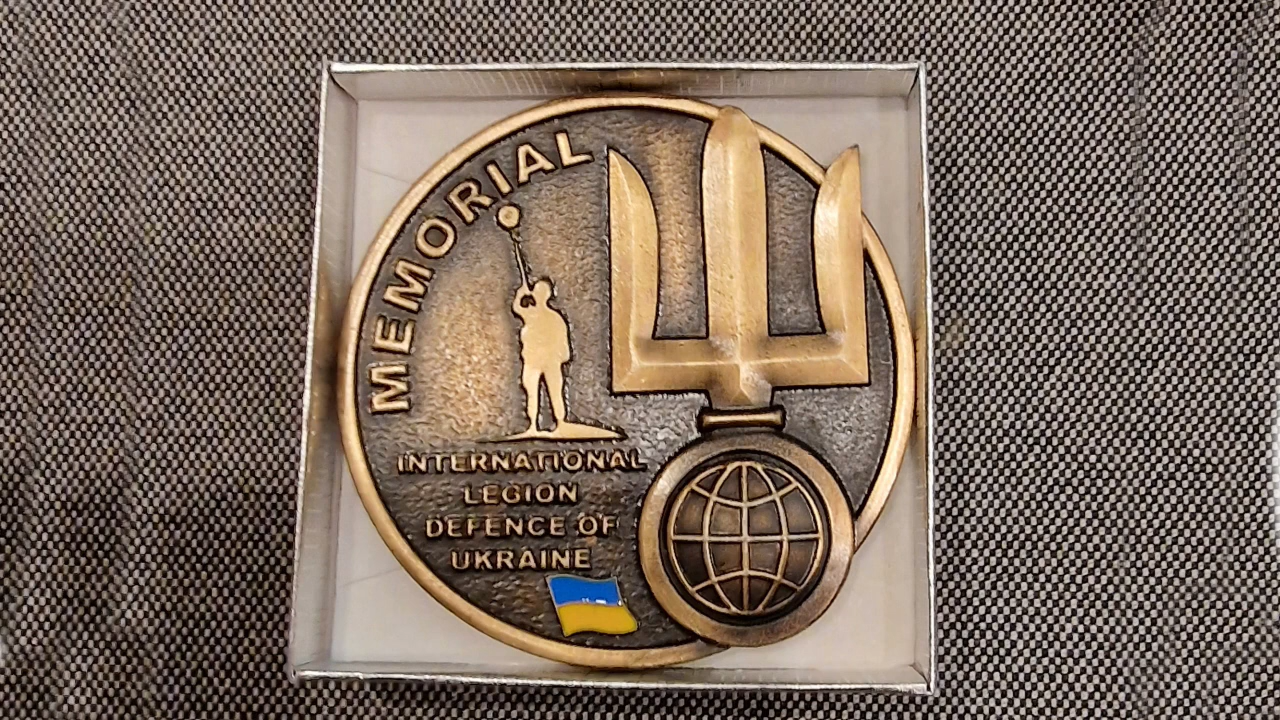 MEMORIAL
INTERNATIONAL
LEGION
DEFENCE OF
UKRAINE